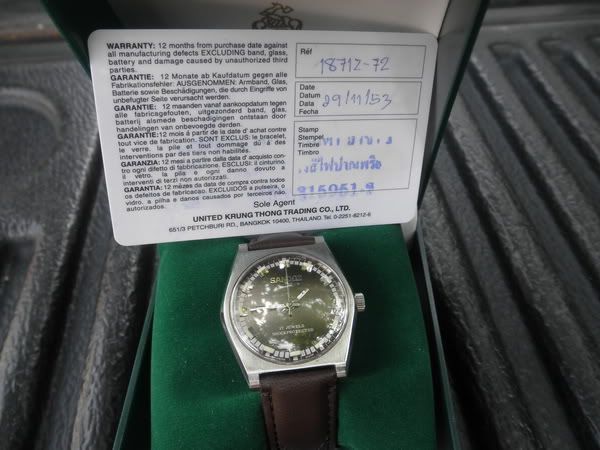 WARRANTY: 12 months from purchase date against
all manufacturing defects EXCLUDING band, glass,
battery and damage caused by unauthorized third
parties.
GARANTIE: 12 Monate ab Kaufdatum gegen alle
Fabrikationsfehler. AUSGENOMMEN: Armband, Glas,
Batterie sowie Beschädigungen, die durch Eingriffe von
unbefugter Seite verursacht werden.
GARANTIE: 12 maanden vanaf aankoopdatum tegen
alle fabricagefouten, uitgezonderd band, glas,
batterij alsmede beschadigingen ontstaan door
handelingen van onbevoegde derden.
GARANTIE: 12 mois à partir de la date d'achat contre
tout vice de fabrication. SONT EXCLUS: le bracelet,
le verre, la pile et tout dommage dû à des
interventions par des tiers non habilités.
GARANZIA: 12 mesi a partire dalla data d'acquisto con-
tro ogni difetto di fabbricazione. ESCLUSI: il cinturino,
il vetro, la pila e ogni danno dovuto a
interventi di terzi non autorizzati.
GARANTIA: 12 mêzes da data de compra contra todos
os defeitos de fabricacao. EXCLUIDOS a pulseira, o
vidro, a pilha e danos causados por terceiros nao
autorizados.
Réf
18712-72
Date
Datum
Data
Fecha
29/11/53
Stamp
Stempel
Timbre
Timbro
Sole Agent
UNITED KRUNG THONG TRADING CO., LTD.
651/3 PETCHBURI RD., BANGKOK 10400, THAILAND. Tel. 0-2251-8212-6
17 JEWELS
SHOCKPROTECTED